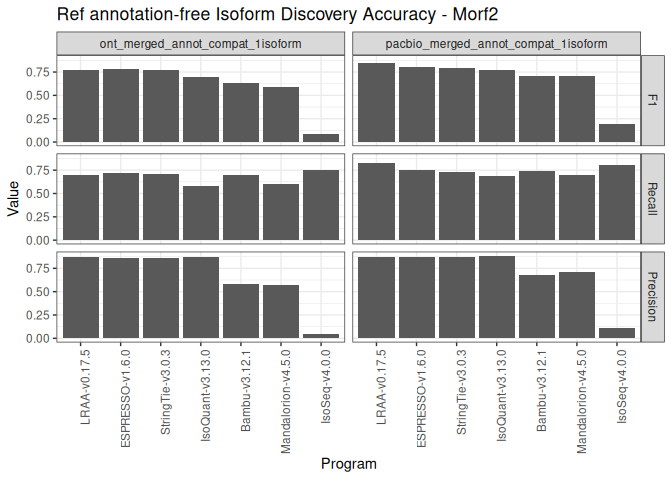 Ref annotation-free Isoform Discovery Accuracy - Morf2
ont_merged_annot_compat_1isoform
pacbio_merged_annot_compat_1isoform
0.75
0.50
0.25
0.00
F1
0.75
0.50
0.25
0.00
Recall
0.75
0.50
0.25
0.00
Precision
Value
LRAA-v0.17.5
ESPRESSO-v1.6.0
StringTie-v3.0.3
IsoQuant-v3.13.0
Bambu-v3.12.1
Mandalorion-v4.5.0
IsoSeq-v4.0.0
LRAA-v0.17.5
ESPRESSO-v1.6.0
StringTie-v3.0.3
IsoQuant-v3.13.0
Bambu-v3.12.1
Mandalorion-v4.5.0
IsoSeq-v4.0.0
Program